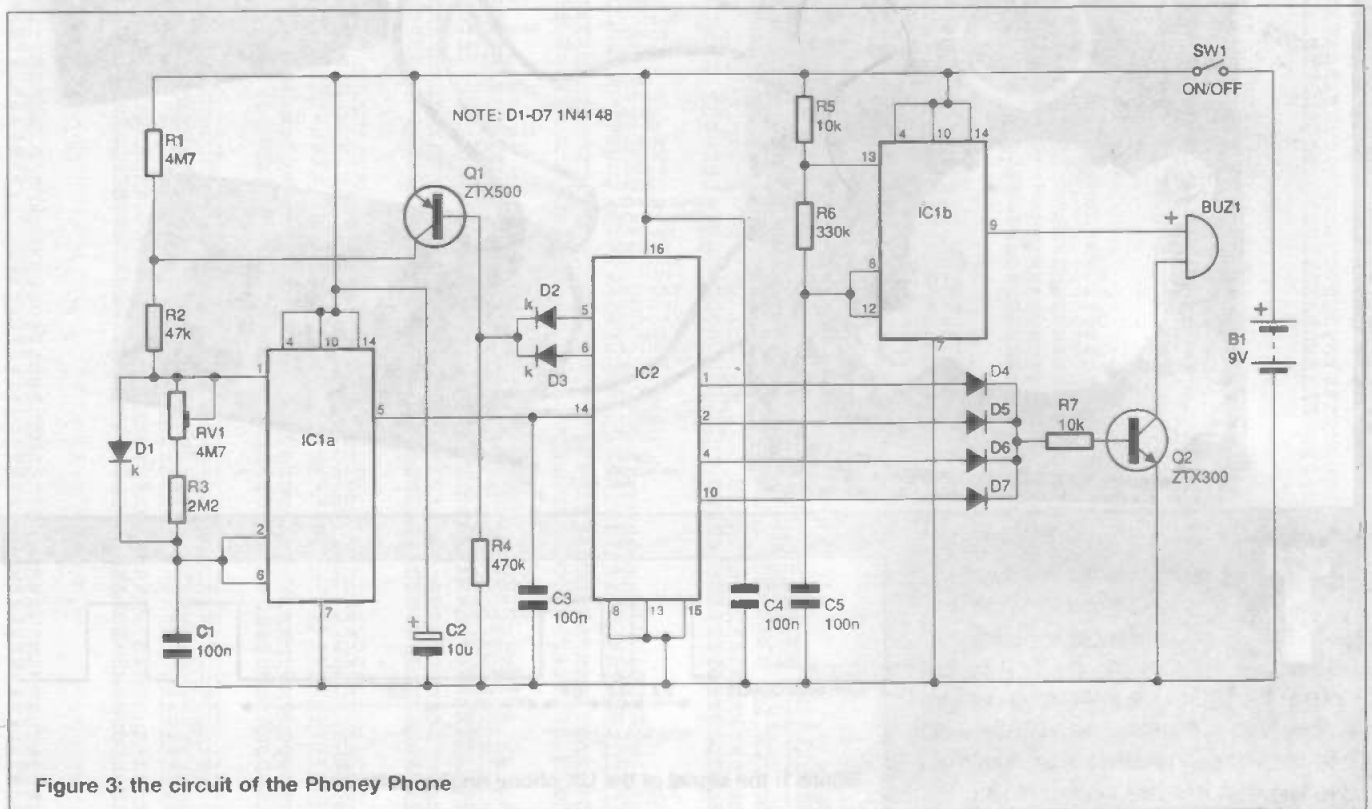 SW1
ON/OFF
NOTE: D1-D7 1N4148
R1
4M7
R5
10k
4
10
14
13
Q1
ZTX500
R6
330k
IC1b
9
BUZ1
+
8
12
7
16
R2
47k
D2
k
5
k
D3
6
IC2
+
B1
9V
4
10
14
1
5
14
IC1a
RV1
4M7
D1
k
R3
2M2
2
6
7
1
2
4
10
D4
D5
D6
D7
R7
10k
Q2
ZTX300
R4
470k
C3
100n
8
13
15
C4
100n
C5
100n
C1
100n
+
C2
10u
Figure 3: the circuit of the Phoney Phone